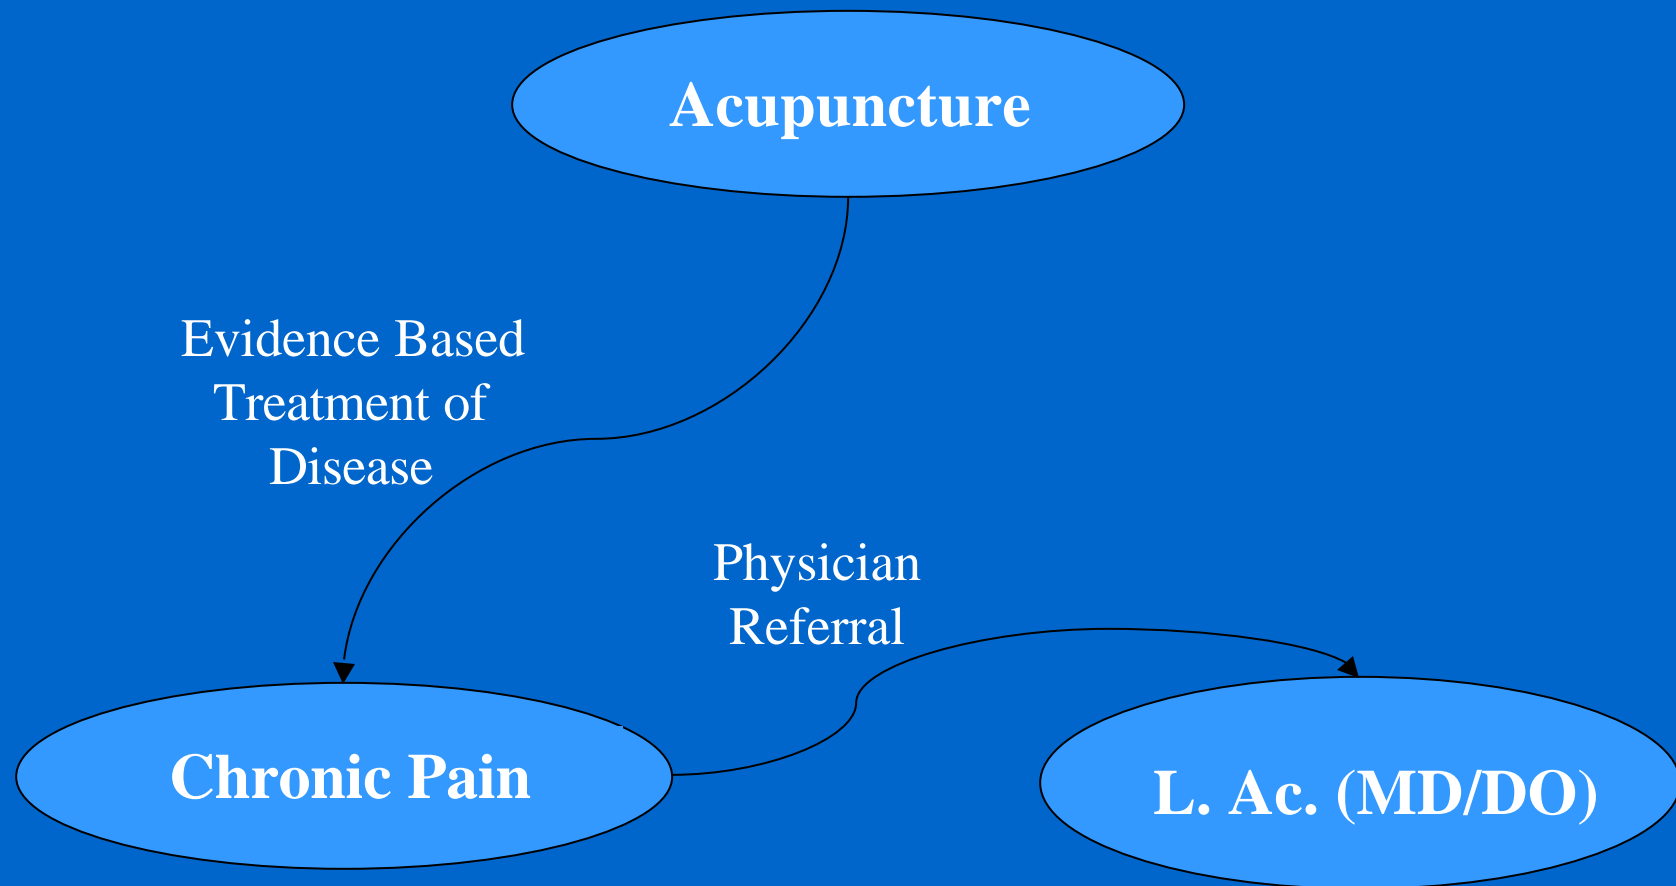 Acupuncture
Evidence Based
Treatment of
Disease
Physician
Referral
Chronic Pain
L. Ac. (MD/DO)